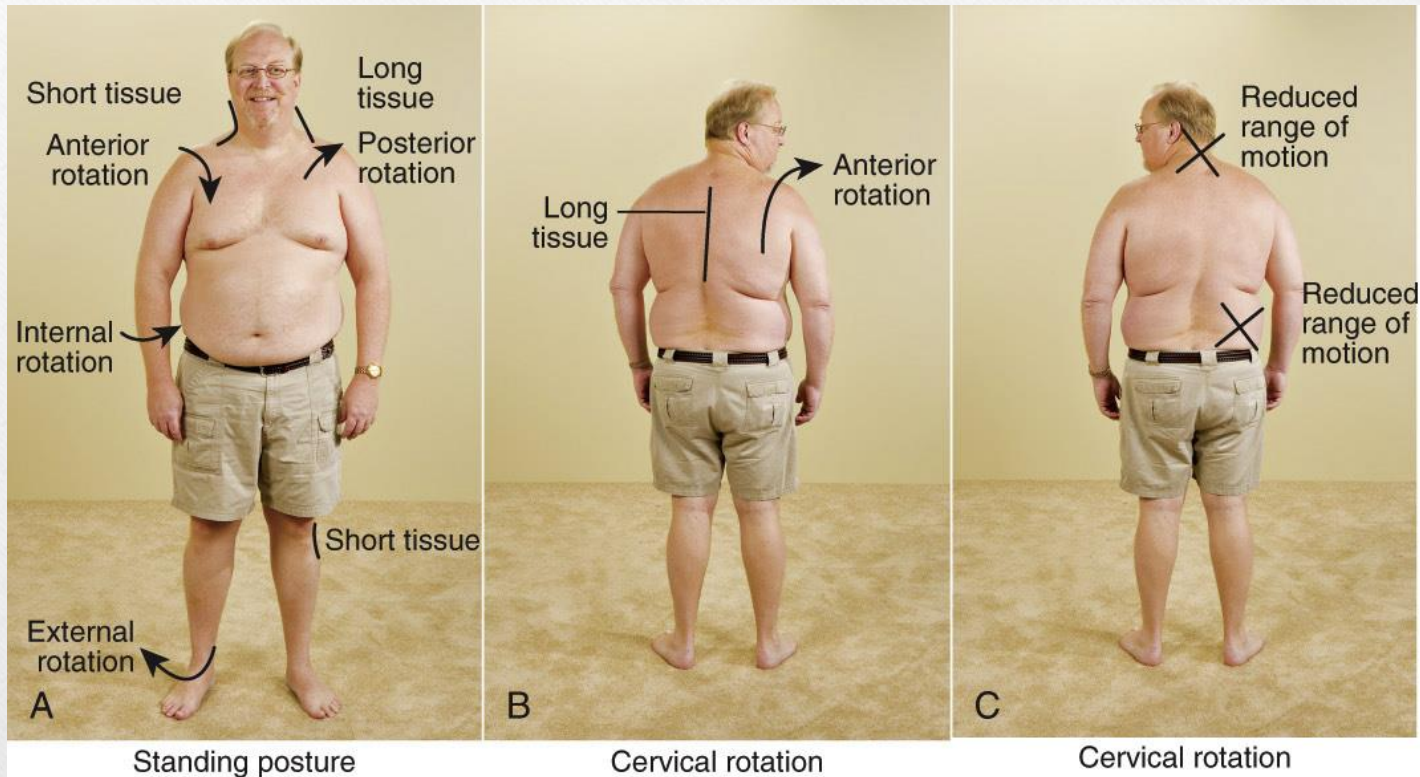 Short tissue
Long
tissue
Anterior
rotation
Posterior
rotation
Internal
rotation
Short tissue
External
rotation
A
Standing posture
Long
tissue
Anterior
rotation
B
Cervical rotation
Reduced
range of
motion
Reduced
range of
motion
C
Cervical rotation